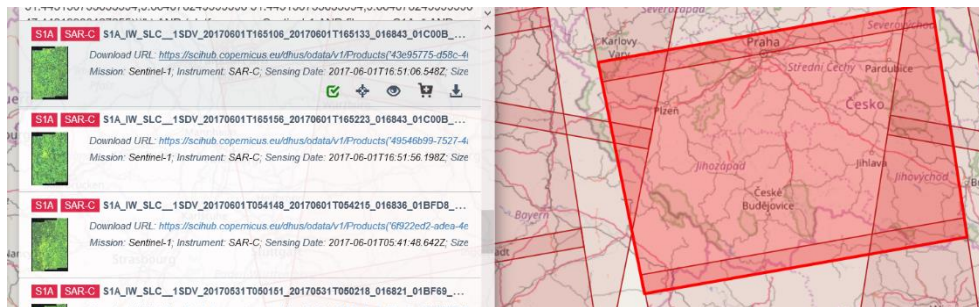 S1A SAR-C S1A_IW_SLC__1SDV_20170601T165106_20170601T165133_016843_01C00B_...
Download URL: https://scihub.copernicus.eu/dhus/odata/v1/Products('43e95775-d58c-4
Mission: Sentinel-1; Instrument: SAR-C; Sensing Date: 2017-06-01T16:51:06.548Z; Size
S1A SAR-C S1A_IW_SLC__1SDV_20170601T165156_20170601T165223_016843_01C00B_...
Download URL: https://scihub.copernicus.eu/dhus/odata/v1/Products('49546b99-7527-4
Mission: Sentinel-1; Instrument: SAR-C; Sensing Date: 2017-06-01T16:51:56.198Z; Size
S1A SAR-C S1A_IW_SLC__1SDV_20170601T054148_20170601T054215_016836_01BFD8_...
Download URL: https://scihub.copernicus.eu/dhus/odata/v1/Products('6f922ed2-adea-4e
Mission: Sentinel-1; Instrument: SAR-C; Sensing Date: 2017-06-01T05:41:48.642Z; Size
S1A SAR-C S1A_IW_SLC__1SDV_20170531T050151_20170531T050218_016821_01BF69_...
Strasbourg
Severozápad
Severovýchod
Karlovy
Vary
Praha
Střední Čechy
Pardubice
Plzeň
Česko
Jihozápad
Jihlava
Jihovýchod
České
Budějovice
Bayern